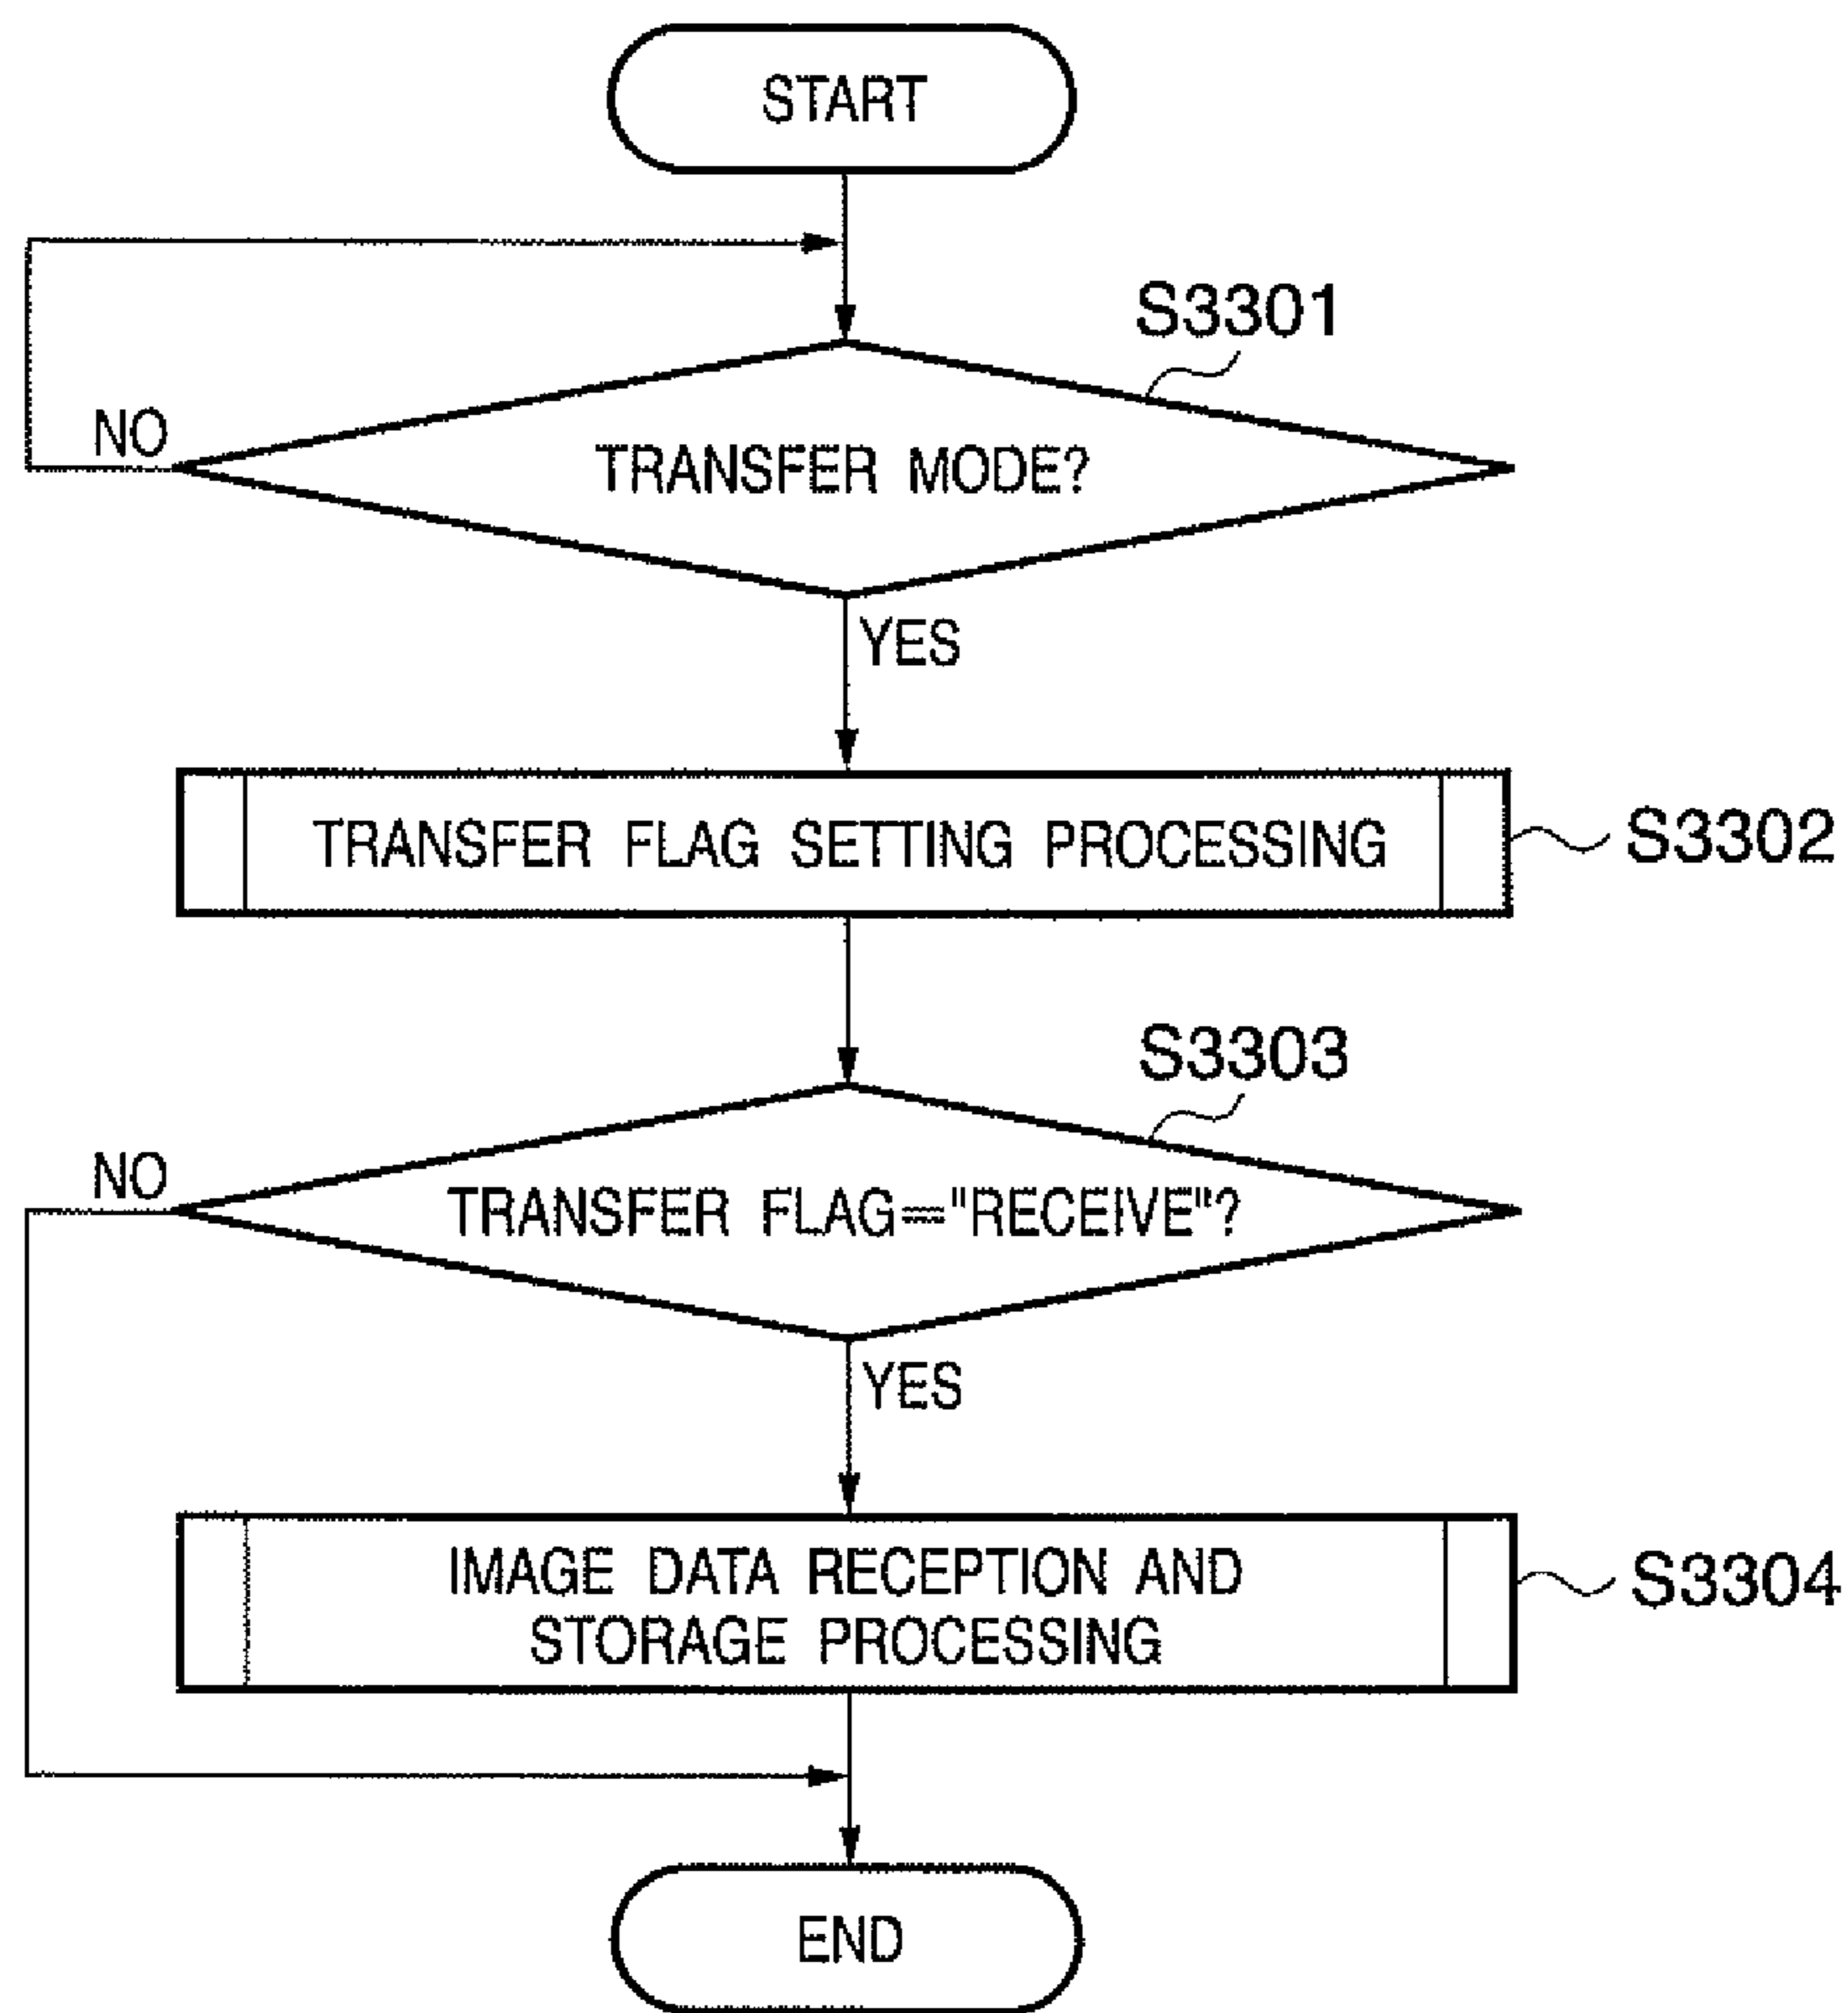 START
S3301
NO
TRANSFER MODE?
YES
TRANSFER FLAG SETTING PROCESSING
S3302
S3303
NO
TRANSFER FLAG=="RECEIVE"?
YES
IMAGE DATA RECEPTION AND
STORAGE PROCESSING
S3304
END